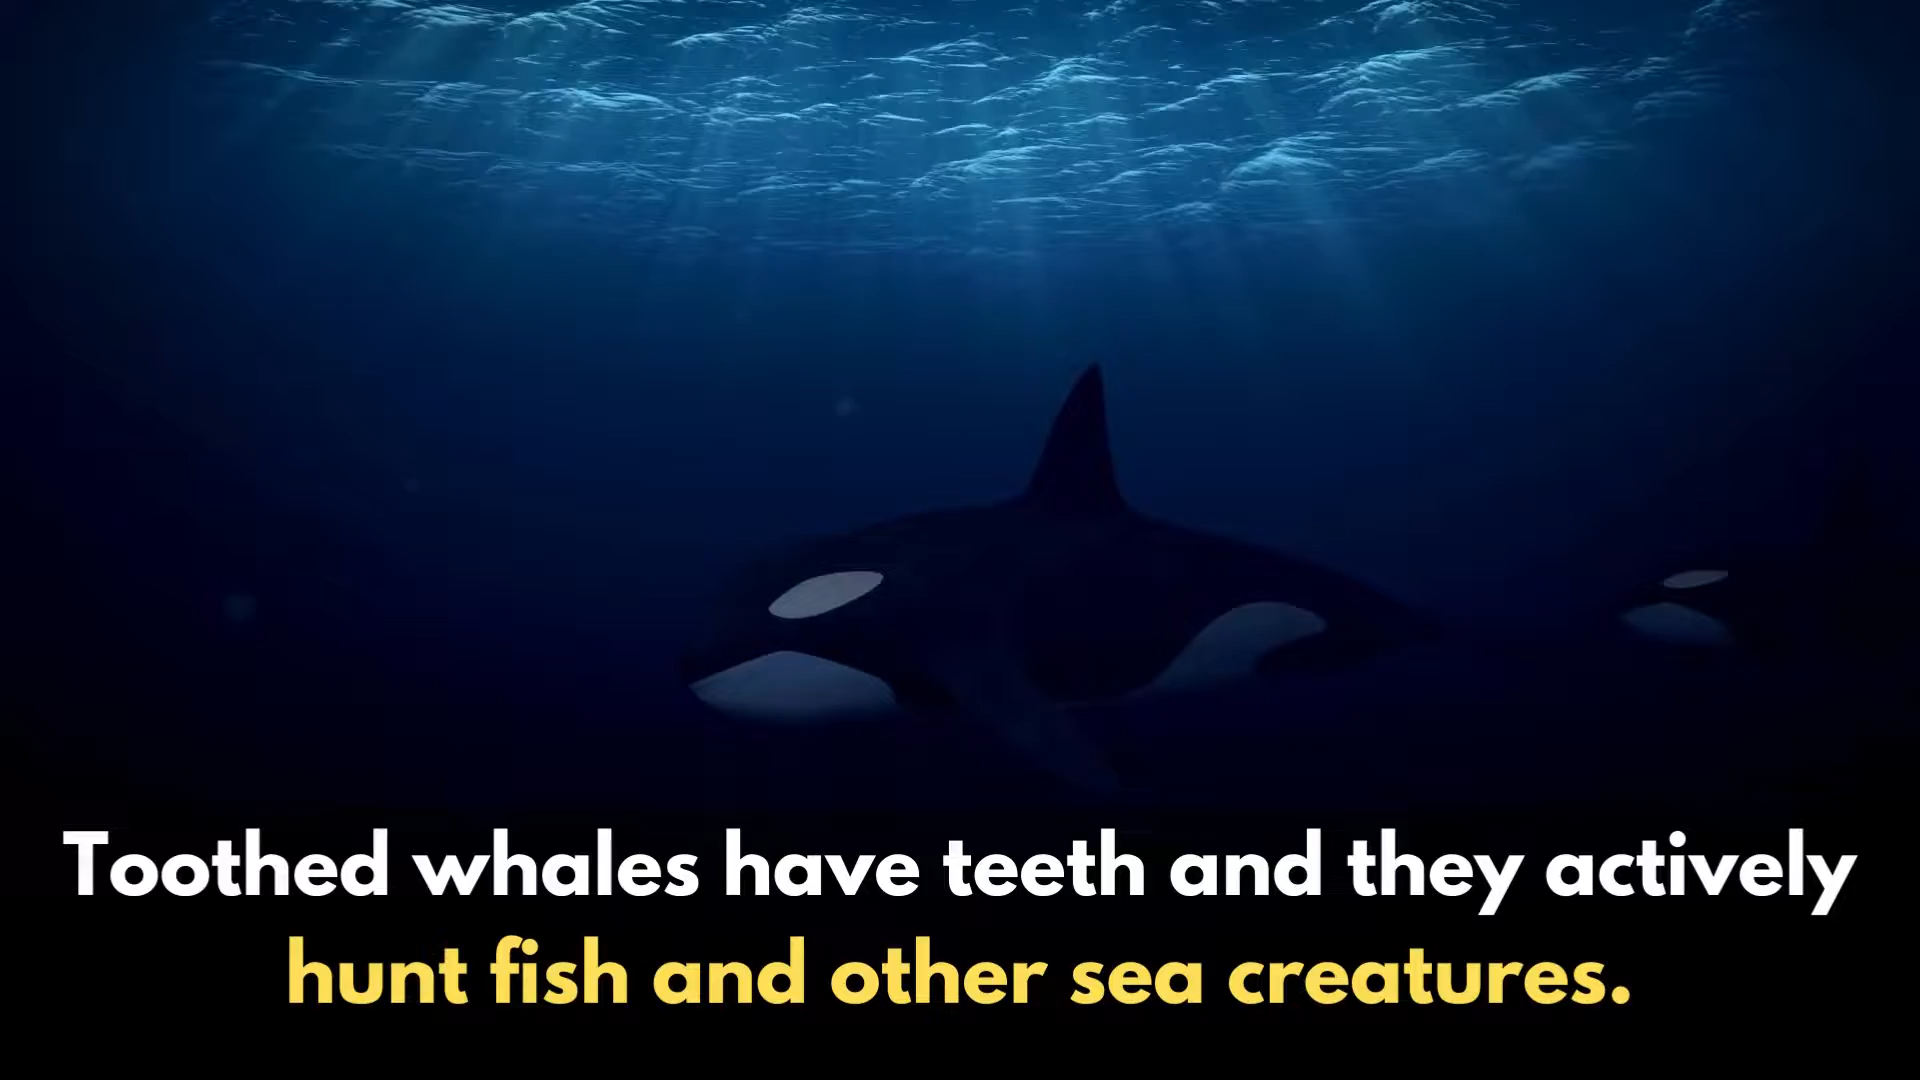 Toothed whales have teeth and they actively
hunt fish and other sea creatures.